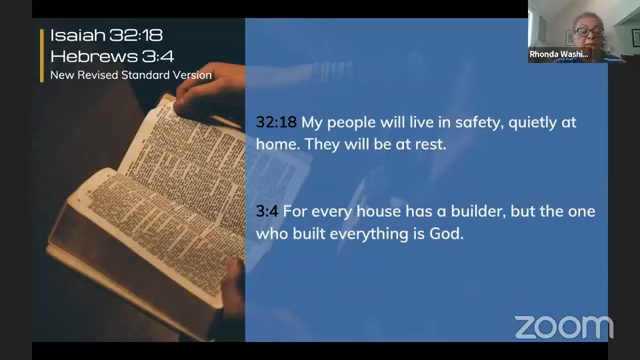 Isaiah 32:18
Hebrews 3:4
New Revised Standard Version
32:18 My people will live in safety, quietly at
home. They will be at rest.
3:4 For every house has a builder, but the one
who built everything is God.
Rhonda Washi...
zoom